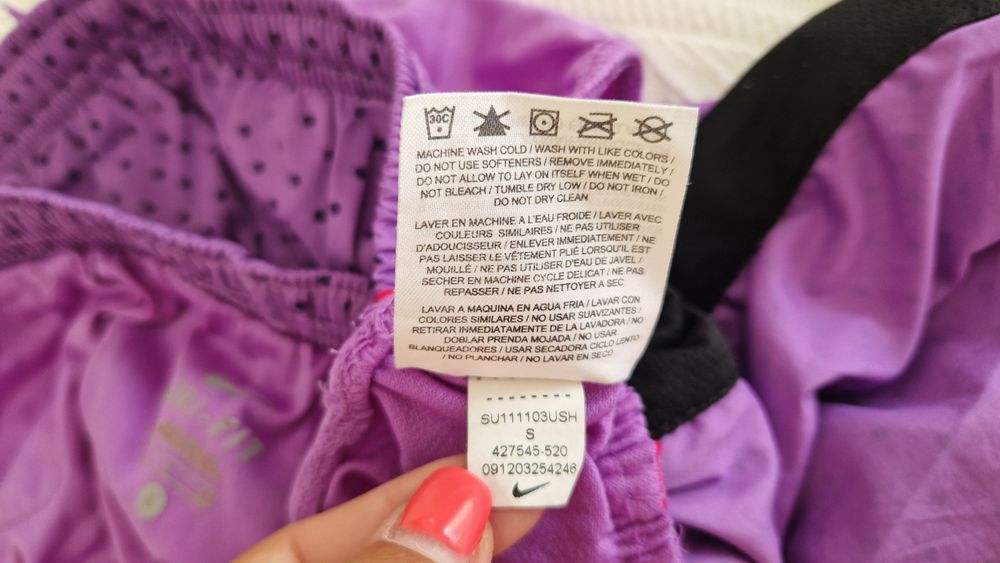 30C
MACHINE WASH COLD / WASH WITH LIKE COLORS /
DO NOT USE SOFTENERS / REMOVE IMMEDIATELY /
DO NOT ALLOW TO LAY ON ITSELF WHEN WET / DO
NOT BLEACH / TUMBLE DRY LOW / DO NOT IRON /
DO NOT DRY CLEAN
LAVER EN MACHINE A L'EAU FROIDE / LAVER AVEC
COULEURS SIMILAIRES / NE PAS UTILISER
D'ADOUCISSEUR / ENLEVER IMMEDIATEMENT / NE
PAS LAISSER LE VÊTEMENT PLIÉ LORSQU'IL EST
MOUILLÉ / NE PAS UTILISER D'EAU DE JAVEL /
SECHER EN MACHINE CYCLE DELICAT / NE PAS
REPASSER / NE PAS NETTOYER A SEC
LAVAR A MAQUINA EN AGUA FRIA / LAVAR CON
COLORES SIMILARES / NO USAR SUAVIZANTES /
RETIRAR INMEDIATAMENTE DE LA LAVADORA / NO
DOBLAR PRENDA MOJADA / NO USAR
BLANQUEADORES / USAR SECADORA CICLO LENTO
/ NO PLANCHAR / NO LAVAR EN SECO
SU111103USH
S
427545-520
091203254246